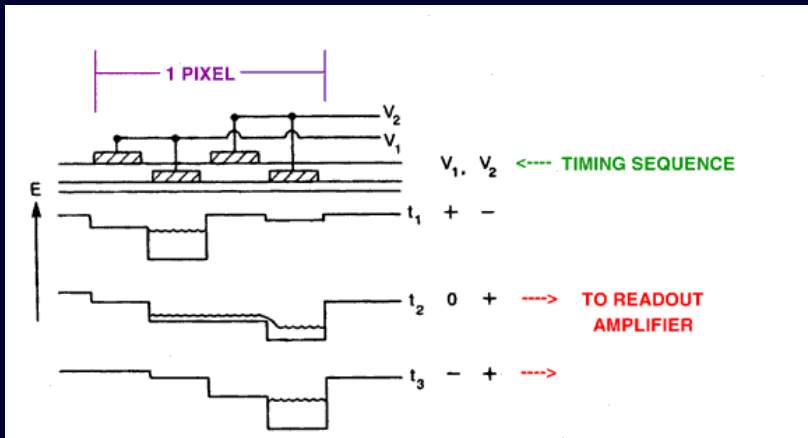 1 PIXEL
V2
V1
V1, V2 <---- TIMING SEQUENCE
E
t1 + −
t2 0 + ----> TO READOUT
AMPLIFIER
t3 − + ---->